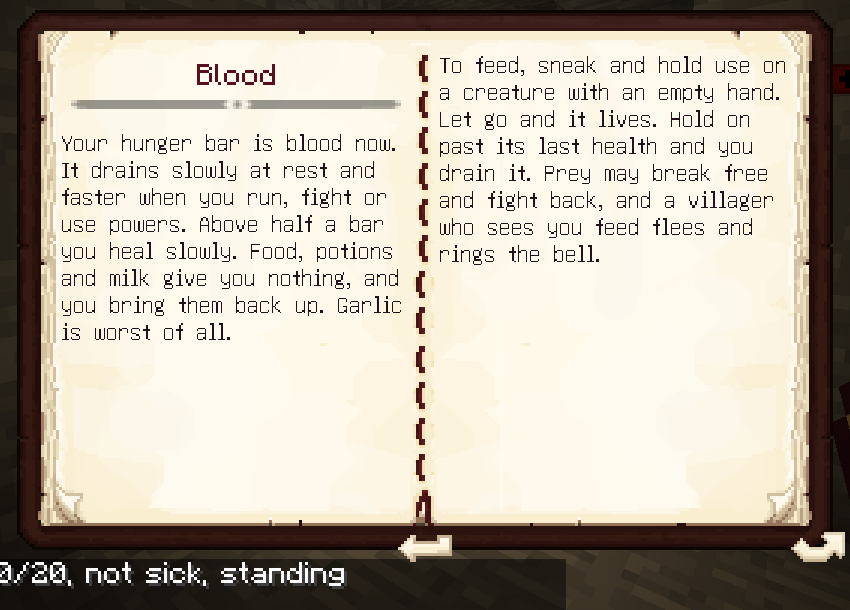 Blood
Your hunger bar is blood now.
It drains slowly at rest and
faster when you run, fight or
use powers. Above half a bar
you heal slowly. Food, potions
and milk give you nothing, and
you bring them back up. Garlic
is worst of all.
To feed, sneak and hold use on
a creature with an empty hand.
Let go and it lives. Hold on
past its last health and you
drain it. Prey may break free
and fight back, and a villager
who sees you feed flees and
rings the bell.
0/20, not sick, standing